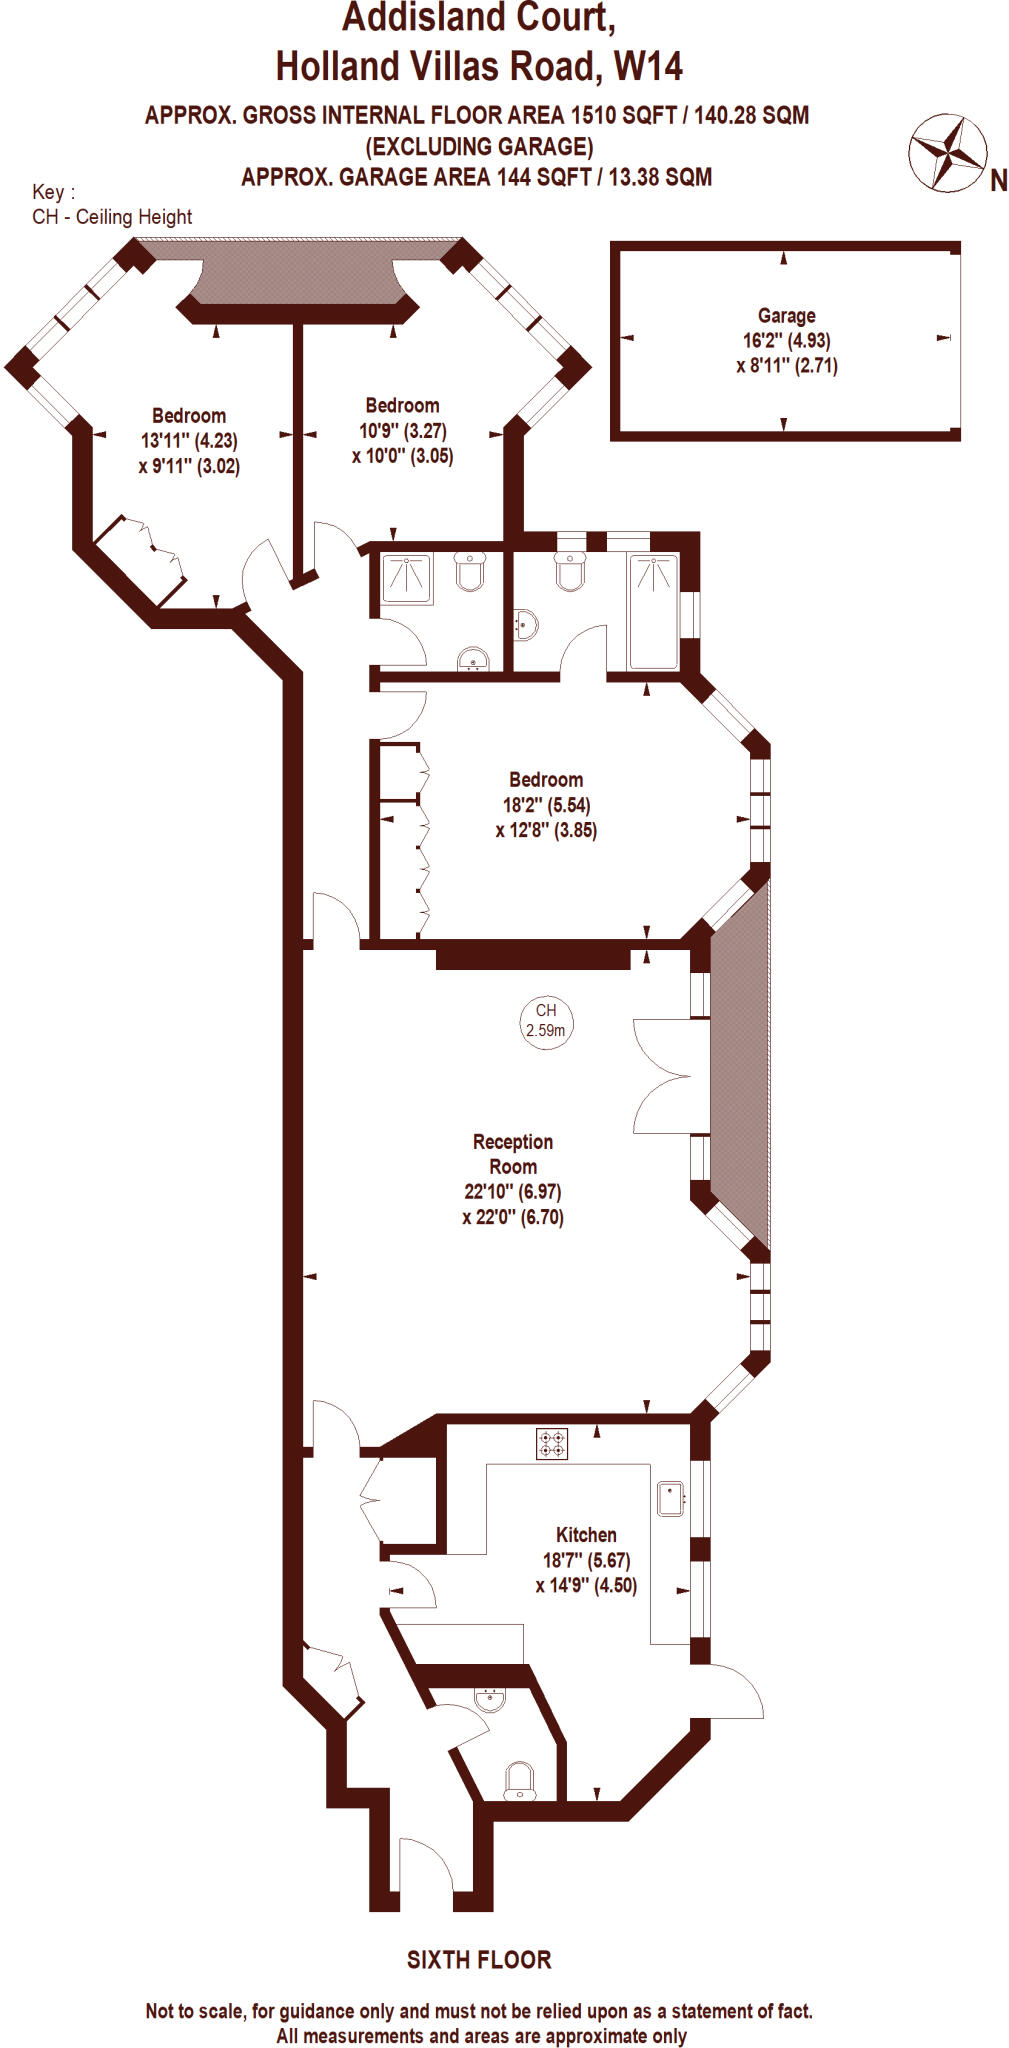 Addisland Court,
Holland Villas Road, W14
APPROX. GROSS INTERNAL FLOOR AREA 1510 SQFT / 140.28 SQM
(EXCLUDING GARAGE)
APPROX. GARAGE AREA 144 SQFT / 13.38 SQM
N
Key :
CH - Ceiling Height
Garage
16'2" (4.93)
x 8'11" (2.71)
Bedroom
13'11" (4.23)
x 9'11" (3.02)
Bedroom
10'9" (3.27)
x 10'0" (3.05)
Bedroom
18'2" (5.54)
x 12'8" (3.85)
CH
2.59m
Reception
Room
22'10" (6.97)
x 22'0" (6.70)
Kitchen
18'7" (5.67)
x 14'9" (4.50)
SIXTH FLOOR
Not to scale, for guidance only and must not be relied upon as a statement of fact.
All measurements and areas are approximate only